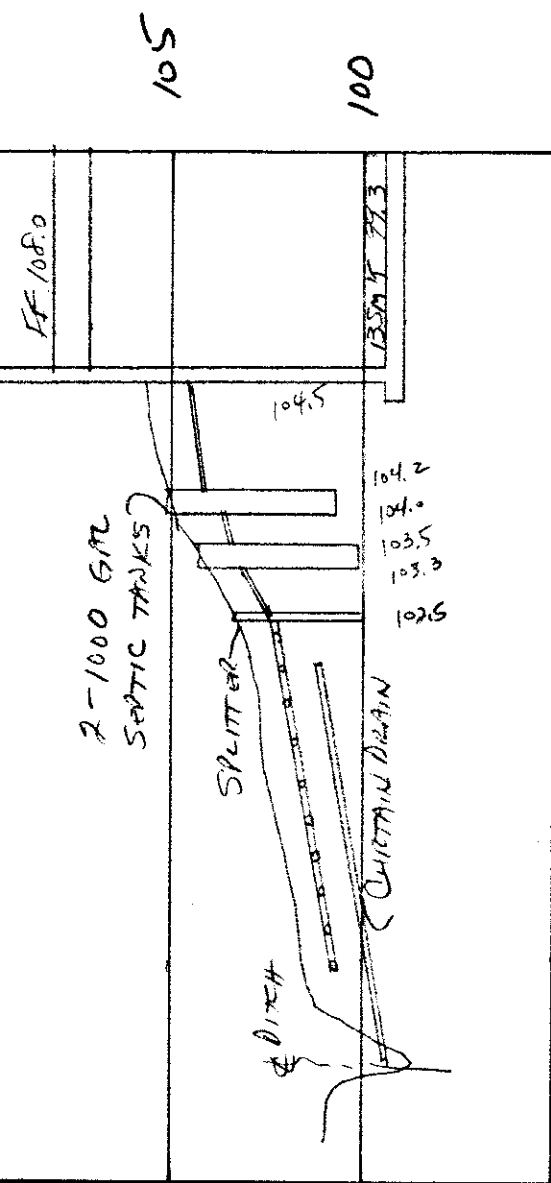 105
100
FF 108.0
BSMT 97.3
104.5
104.2
104.0
103.5
103.3
102.5
2-1000 GAL
SEPTIC TANKS
SPLITTER
CURTAIN DRAIN
℄ DITCH